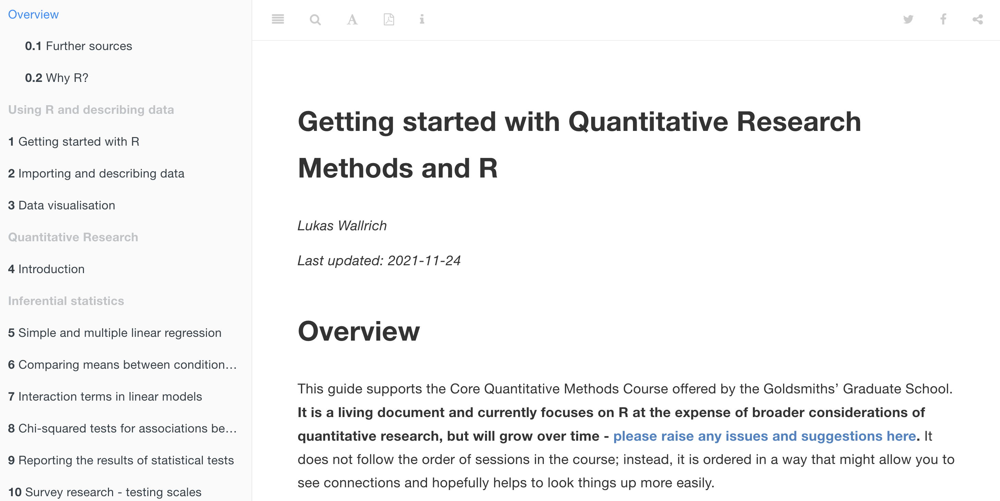 Overview
0.1 Further sources
0.2 Why R?
Using R and describing data
1 Getting started with R
2 Importing and describing data
3 Data visualisation
Quantitative Research
4 Introduction
Inferential statistics
5 Simple and multiple linear regression
6 Comparing means between condition…
7 Interaction terms in linear models
8 Chi-squared tests for associations be…
9 Reporting the results of statistical tests
10 Survey research - testing scales
Getting started with Quantitative Research
Methods and R
Lukas Wallrich
Last updated: 2021-11-24
Overview
This guide supports the Core Quantitative Methods Course offered by the Goldsmiths’ Graduate School.
It is a living document and currently focuses on R at the expense of broader considerations of
quantitative research, but will grow over time - please raise any issues and suggestions here. It
does not follow the order of sessions in the course; instead, it is ordered in a way that might allow you to
see connections and hopefully helps to look things up more easily.